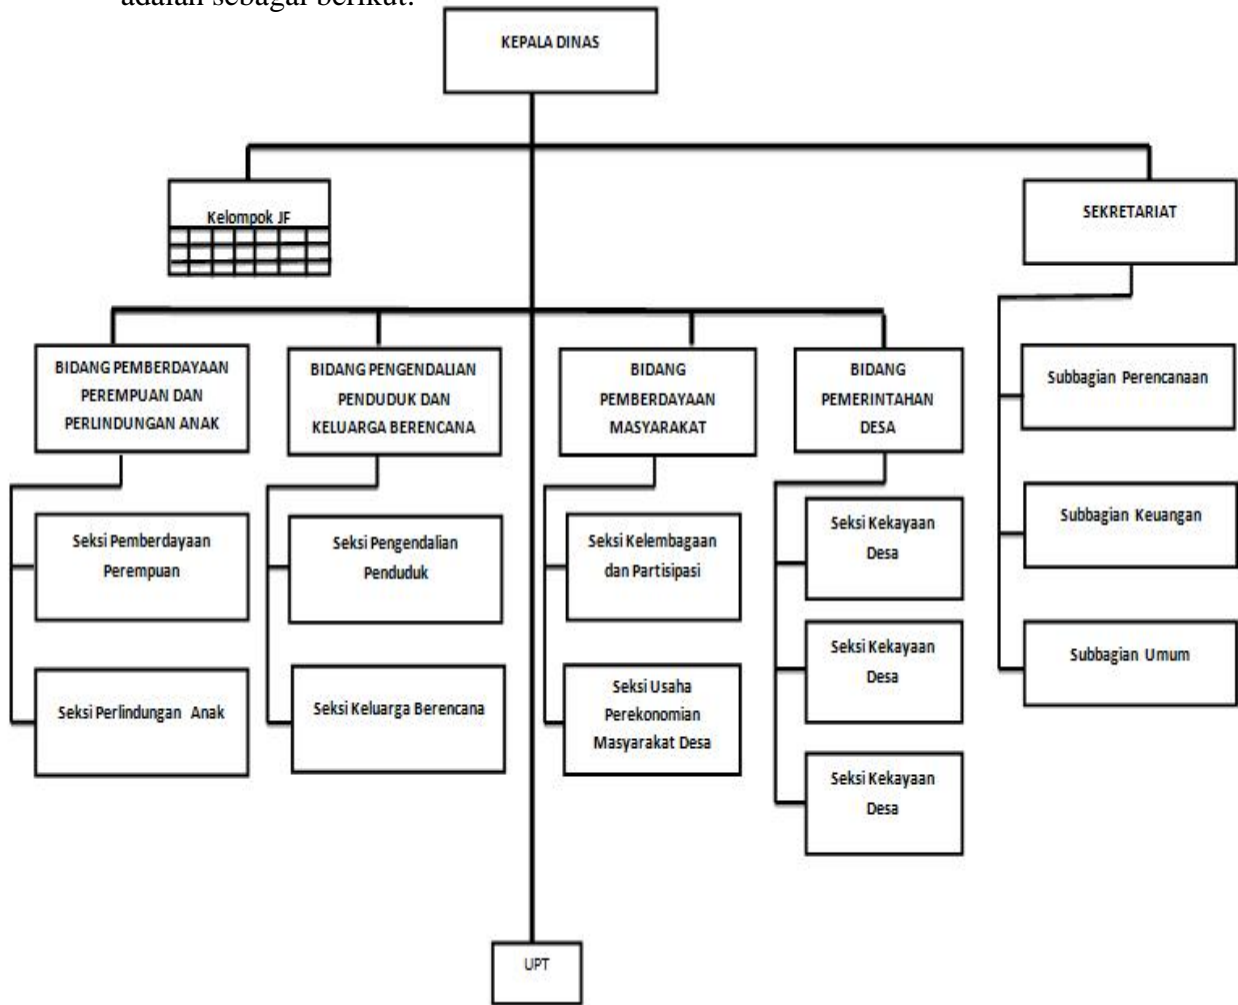 adalah sebagai berikut:
KEPALA DINAS
Kelompok JF
SEKRETARIAT
BIDANG PEMBERDAYAAN
PEREMPUAN DAN
PERLINDUNGAN ANAK
BIDANG PENGENDALIAN
PENDUDUK DAN
KELUARGA BERENCANA
BIDANG
PEMBERDAYAAN
MASYARAKAT
BIDANG
PEMERINTAHAN
DESA
Subbagian Perencanaan
Subbagian Keuangan
Subbagian Umum
Seksi Pemberdayaan
Perempuan
Seksi Perlindungan Anak
Seksi Pengendalian
Penduduk
Seksi Keluarga Berencana
Seksi Kelembagaan
dan Partisipasi
Seksi Usaha
Perekonomian
Masyarakat Desa
Seksi Kekayaan
Desa
Seksi Kekayaan
Desa
Seksi Kekayaan
Desa
UPT